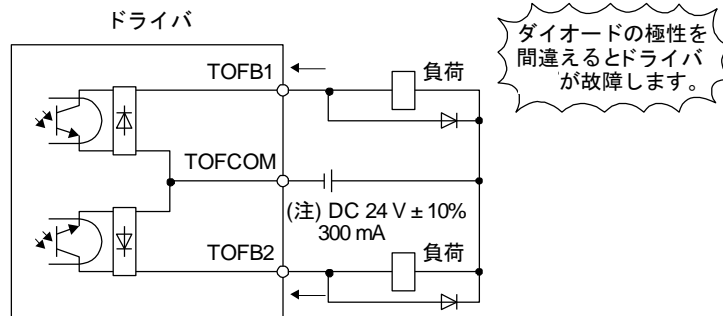 ドライバ
ダイオードの極性を
間違えるとドライバ
が故障します。
TOFB1
負荷
TOFCOM
(注) DC 24 V ± 10%
300 mA
TOFB2
負荷